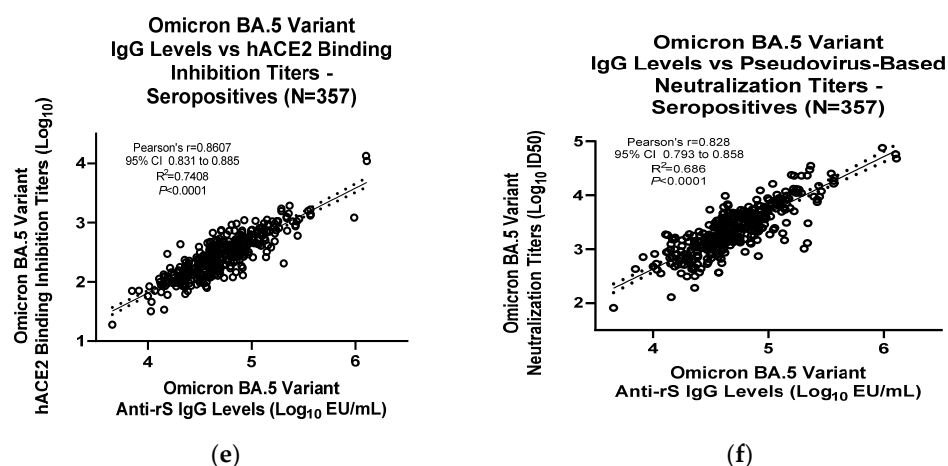 Omicron BA.5 Variant
IgG Levels vs hACE2 Binding
Inhibition Titers -
Seropositives (N=357)
Pearson's r=0.8607
95% CI 0.831 to 0.885
R²=0.7408
P<0.0001
Omicron BA.5 Variant
hACE2 Binding Inhibition Titers (Log₁₀)
4
3
2
1
4
5
6
Omicron BA.5 Variant
Anti-rS IgG Levels (Log₁₀ EU/mL)
(e)
Omicron BA.5 Variant
IgG Levels vs Pseudovirus-Based
Neutralization Titers -
Seropositives (N=357)
Pearson's r=0.828
95% CI 0.793 to 0.858
R²=0.686
P<0.0001
Omicron BA.5 Variant
Neutralization Titers (Log₁₀ ID50)
5
4
3
2
4
5
6
Omicron BA.5 Variant
Anti-rS IgG Levels (Log₁₀ EU/mL)
(f)